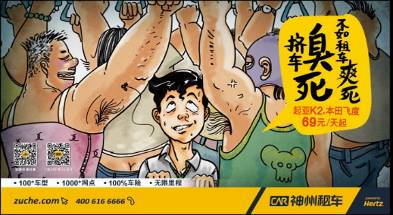 挤车臭死
不如租车爽死
起亚K2、本田飞度
69元/天起
• 100⁺车型 • 1000⁺网点 • 100%车险 • 无限里程
zuche.com 400 616 6666
CAR 神州租车
Hertz